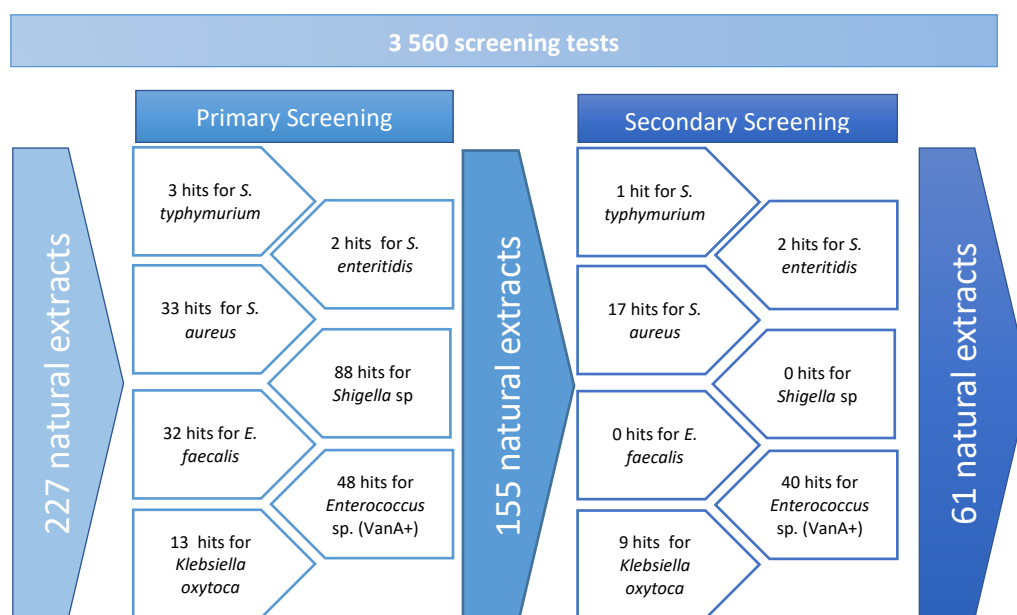 3 560 screening tests
Primary Screening
Secondary Screening
227 natural extracts
3 hits for S.
typhymurium
2 hits for S.
enteritidis
33 hits for S.
aureus
88 hits for
Shigella sp
32 hits for E.
faecalis
48 hits for
Enterococcus
sp. (VanA+)
13 hits for
Klebsiella
oxytoca
155 natural extracts
1 hit for S.
typhymurium
2 hits for S.
enteritidis
17 hits for S.
aureus
0 hits for
Shigella sp
0 hits for E.
faecalis
40 hits for
Enterococcus
sp. (VanA+)
9 hits for
Klebsiella
oxytoca
61 natural extracts